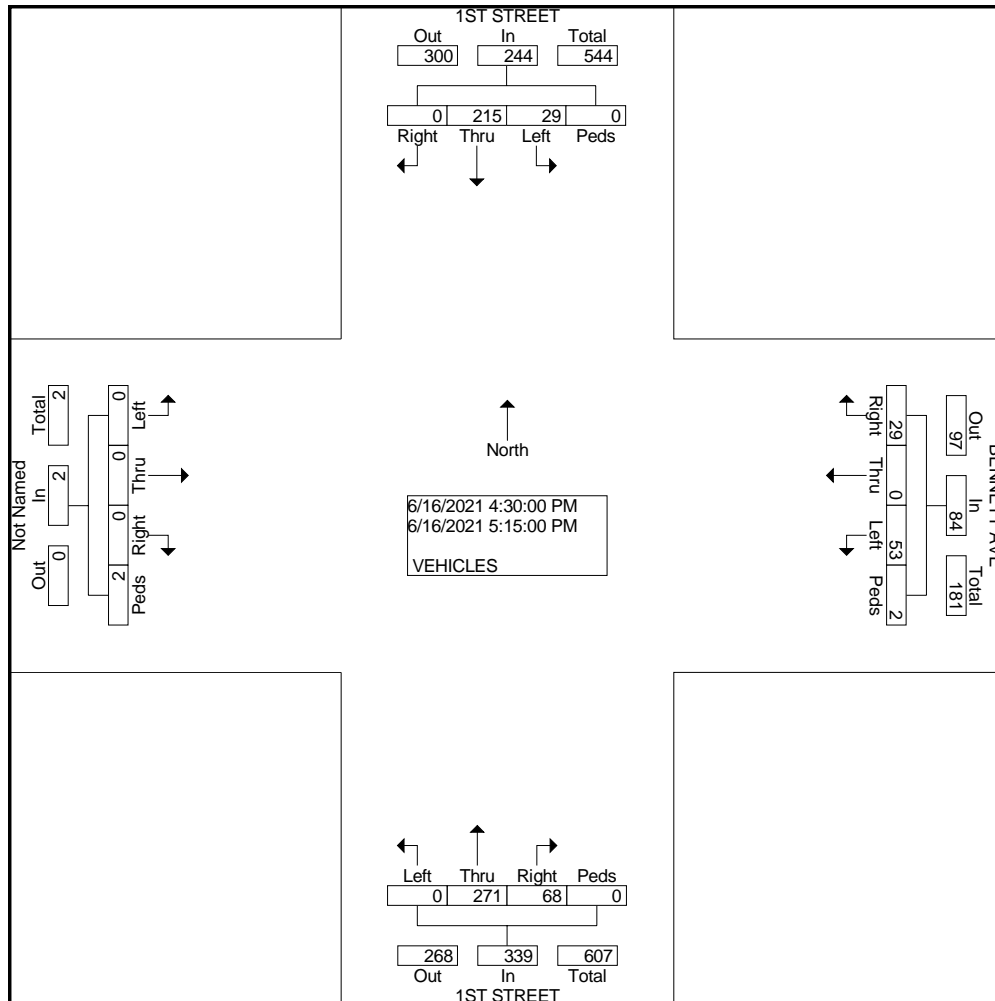 1ST STREET
Out In Total
300 244 544
0 215 29 0
Right Thru Left Peds
Not Named
Total In Out
2 2 0
0 0 0 2
Left Thru Right Peds
North
6/16/2021 4:30:00 PM
6/16/2021 5:15:00 PM
VEHICLES
Right Thru Left Peds
29 0 53 2
97 84 181
Out In Total
AVE
Left Thru Right Peds
0 271 68 0
268 339 607
Out In Total
1ST STREET